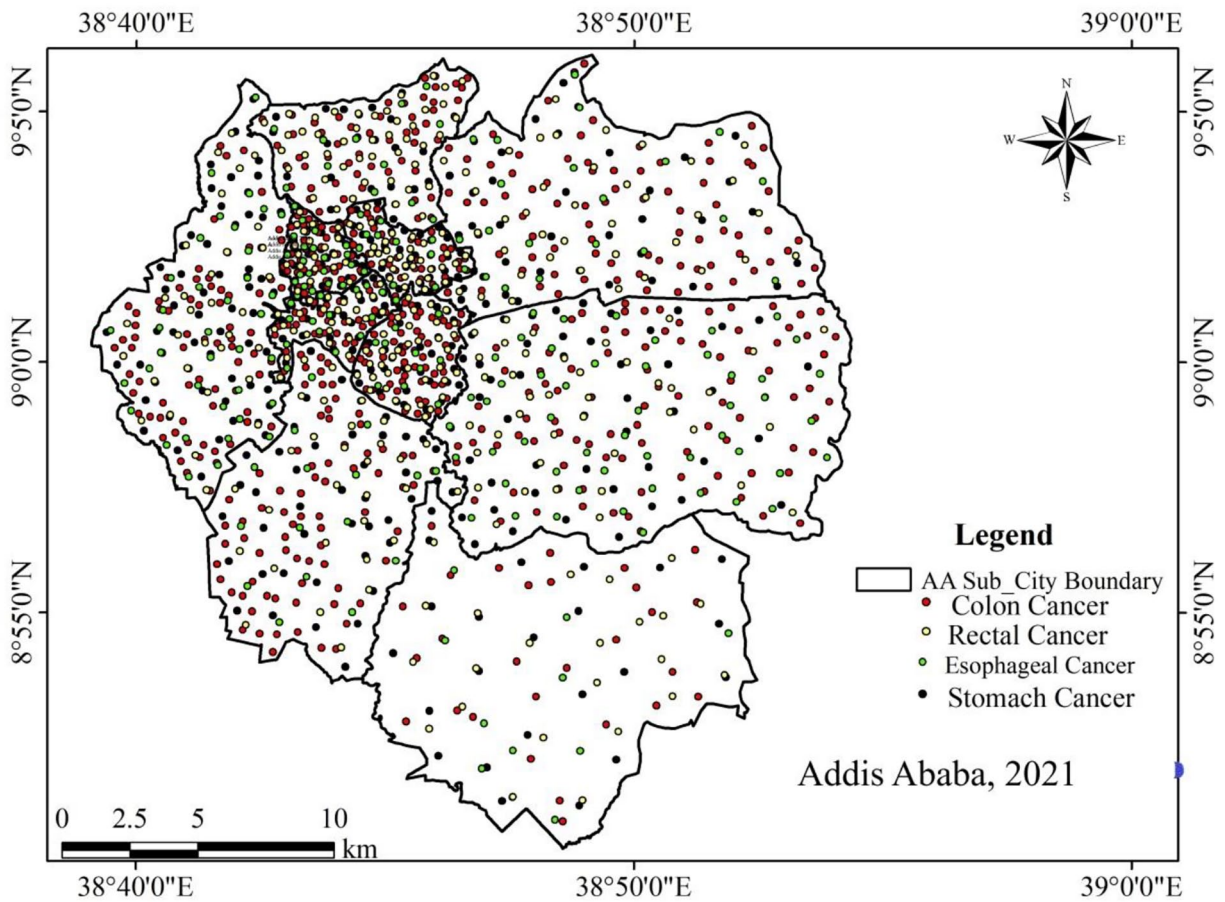 38°40'0"E 38°50'0"E 39°0'0"E
9°5'0"N 9°5'0"N
N
W E
S
9°0'0"N 9°0'0"N
Legend
AA Sub_City Boundary
Colon Cancer
Rectal Cancer
Esophageal Cancer
Stomach Cancer
8°55'0"N 8°55'0"N
Addis Ababa, 2021
0 2.5 5 10
km
38°40'0"E 38°50'0"E 39°0'0"E